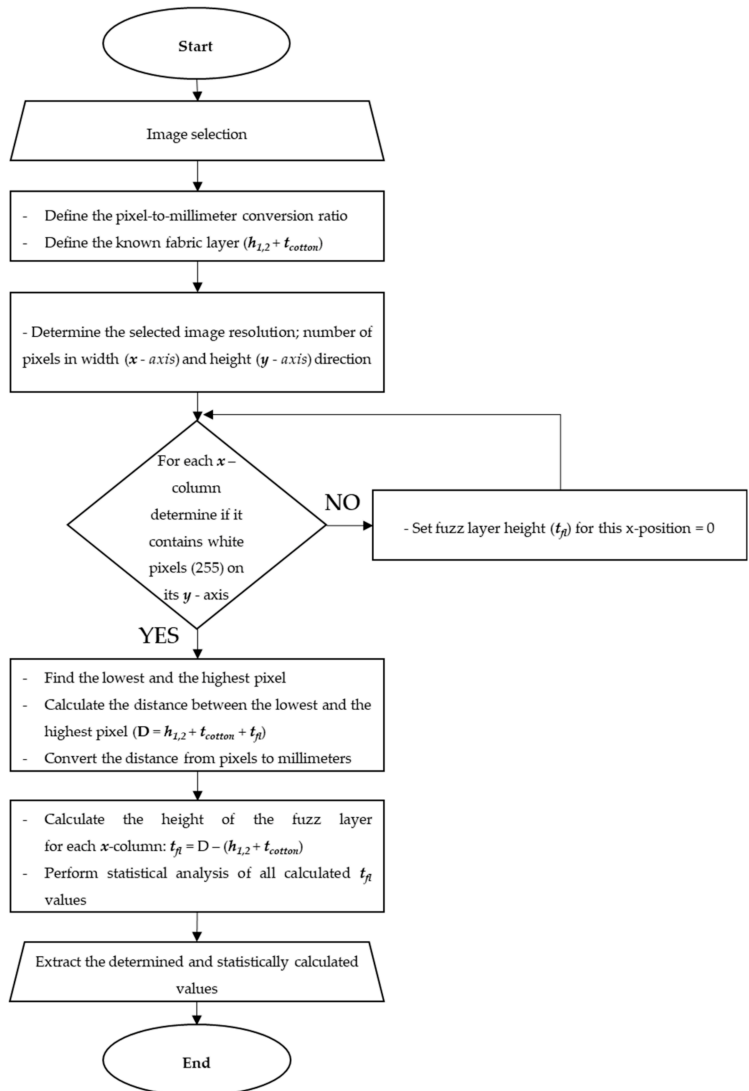 Start
Image selection
- Define the pixel-to-millimeter conversion ratio
- Define the known fabric layer (h1,2 + tcotton)
- Determine the selected image resolution; number of
pixels in width (x - axis) and height (y - axis) direction
For each x –
column
determine if it
contains white
pixels (255) on
its y - axis
NO
- Set fuzz layer height (tfl) for this x-position = 0
YES
- Find the lowest and the highest pixel
- Calculate the distance between the lowest and the
highest pixel (D = h1,2 + tcotton + tfl)
- Convert the distance from pixels to millimeters
- Calculate the height of the fuzz layer
for each x-column: tfl = D – (h1,2 + tcotton)
- Perform statistical analysis of all calculated tfl
values
Extract the determined and statistically calculated
values
End